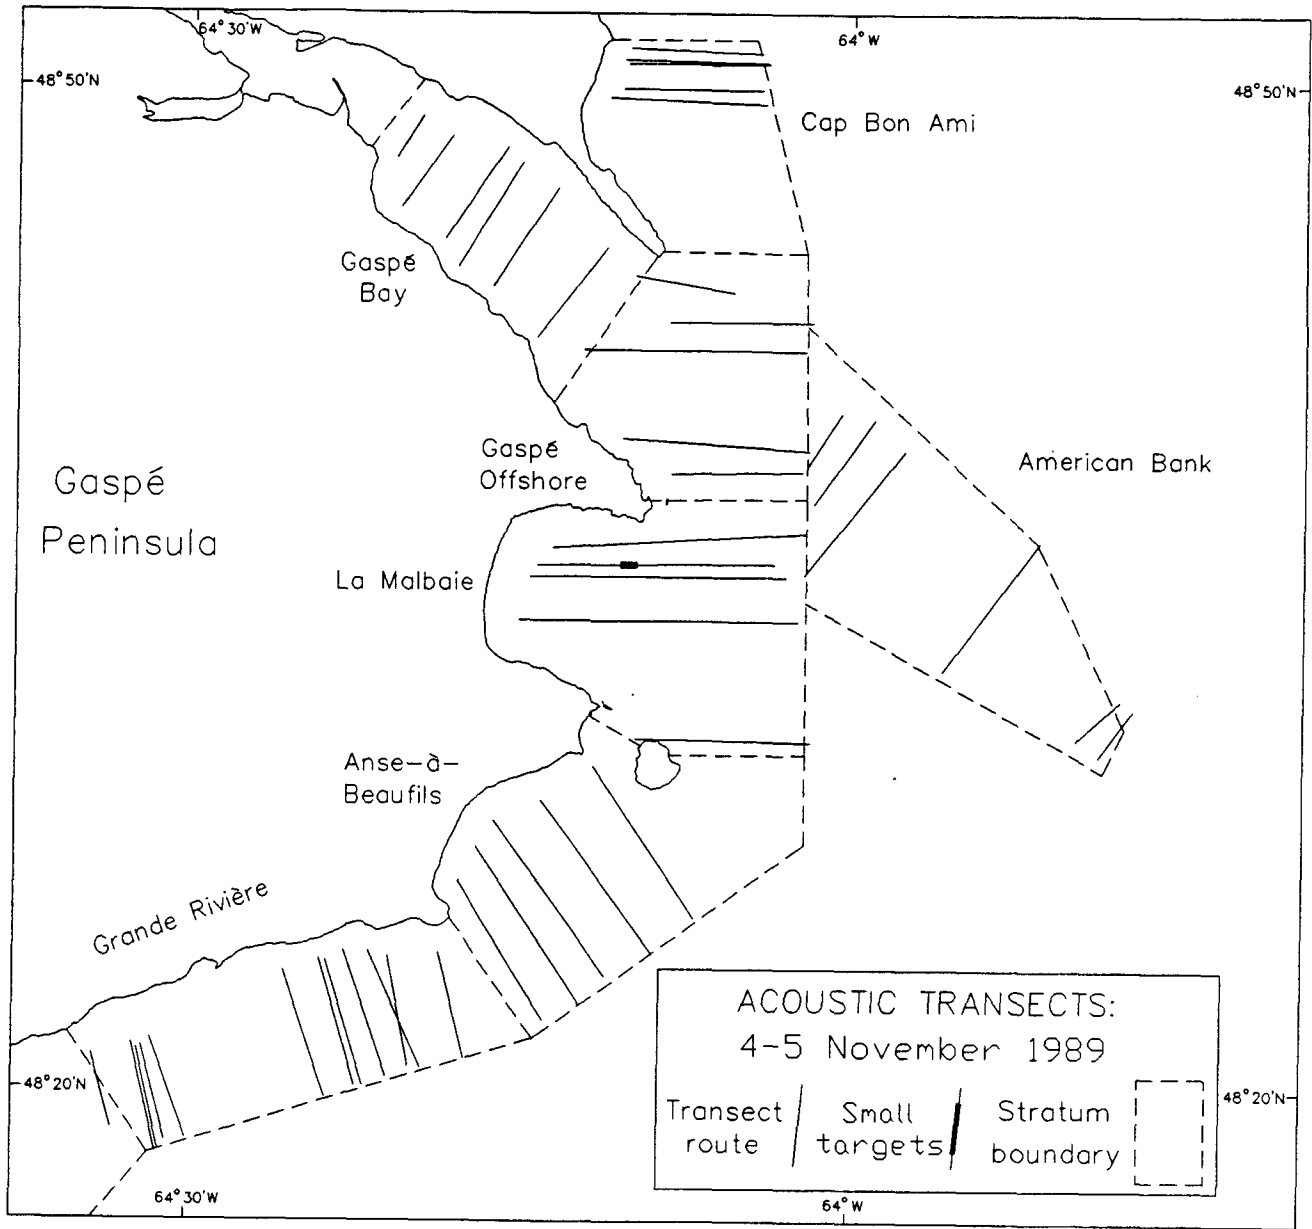 64°30'W
64°W
48°50'N
48°50'N
Cap Bon Ami
Gaspé
Bay
Gaspé
Offshore
American Bank
Gaspé
Peninsula
La Malbaie
Anse-à-
Beaufils
Grande Rivière
ACOUSTIC TRANSECTS:
4-5 November 1989
Transect
route
Small
targets
Stratum
boundary
48°20'N
48°20'N
64°30'W
64°W